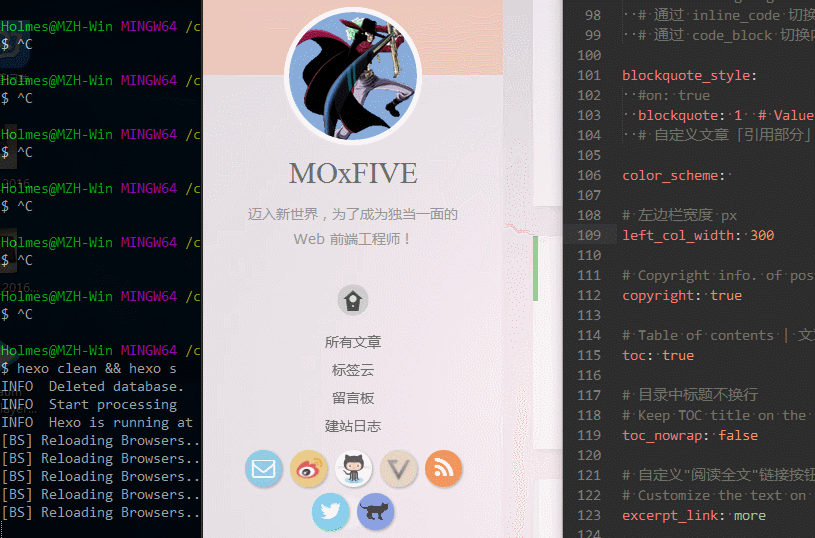 Holmes@MZH-Win MINGW64 /c
$ ^C
Holmes@MZH-Win MINGW64 /c
$ ^C
Holmes@MZH-Win MINGW64 /c
$ ^C
Holmes@MZH-Win MINGW64 /c
$ ^C
Holmes@MZH-Win MINGW64 /c
$ ^C
Holmes@MZH-Win MINGW64 /c
$ ^C
Holmes@MZH-Win MINGW64 /c
$ hexo clean && hexo s
INFO  Deleted database.
INFO  Start processing
INFO  Hexo is running at
[BS] Reloading Browsers..
[BS] Reloading Browsers..
[BS] Reloading Browsers..
[BS] Reloading Browsers..
[BS] Reloading Browsers..
MOxFIVE
迈入新世界，为了成为独当一面的
Web 前端工程师！
所有文章
标签云
留言板
建站日志
98 # 通过 inline_code 切换
99 # 通过 code_block 切换
100
101 blockquote_style:
102 #on: true
103 blockquote: 1 # Value
104 # 自定义文章「引用部分」
105
106 color_scheme:
107
108 # 左边栏宽度 px
109 left_col_width: 300
110
111 # Copyright info. of pos
112 copyright: true
113
114 # Table of contents | 文
115 toc: true
116
117 # 目录中标题不换行
118 # Keep TOC title on the
119 toc_nowrap: false
120
121 # 自定义"阅读全文"链接按钮
122 # Customize the text on
123 excerpt_link: more
124